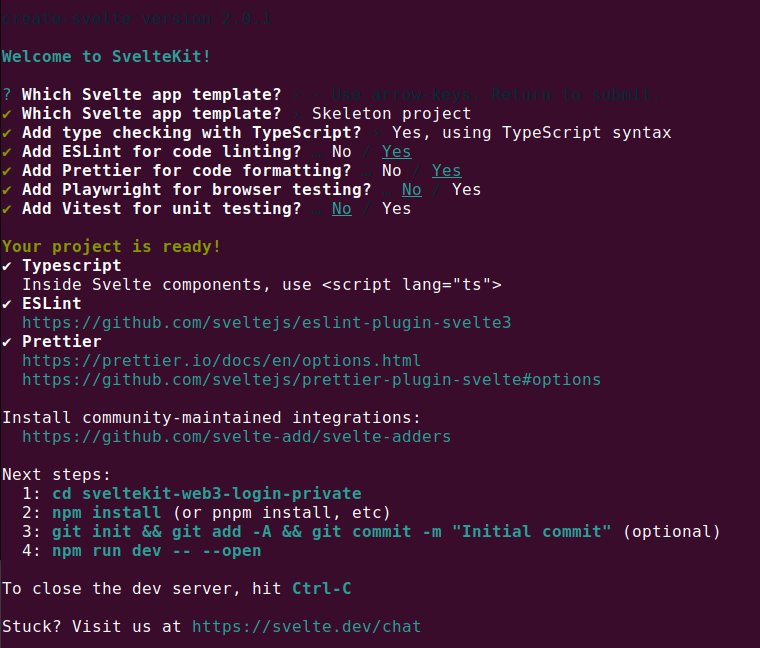 create-svelte version 2.0.1
Welcome to SvelteKit!
? Which Svelte app template? › - Use arrow-keys. Return to submit.
✔ Which Svelte app template? › Skeleton project
✔ Add type checking with TypeScript? › Yes, using TypeScript syntax
✔ Add ESLint for code linting? … No / Yes
✔ Add Prettier for code formatting? … No / Yes
✔ Add Playwright for browser testing? … No / Yes
✔ Add Vitest for unit testing? … No / Yes
Your project is ready!
✔ Typescript
Inside Svelte components, use <script lang="ts">
✔ ESLint
https://github.com/sveltejs/eslint-plugin-svelte3
✔ Prettier
https://prettier.io/docs/en/options.html
https://github.com/sveltejs/prettier-plugin-svelte#options
Install community-maintained integrations:
https://github.com/svelte-add/svelte-adders
Next steps:
1: cd sveltekit-web3-login-private
2: npm install (or pnpm install, etc)
3: git init && git add -A && git commit -m "Initial commit" (optional)
4: npm run dev -- --open
To close the dev server, hit Ctrl-C
Stuck? Visit us at https://svelte.dev/chat